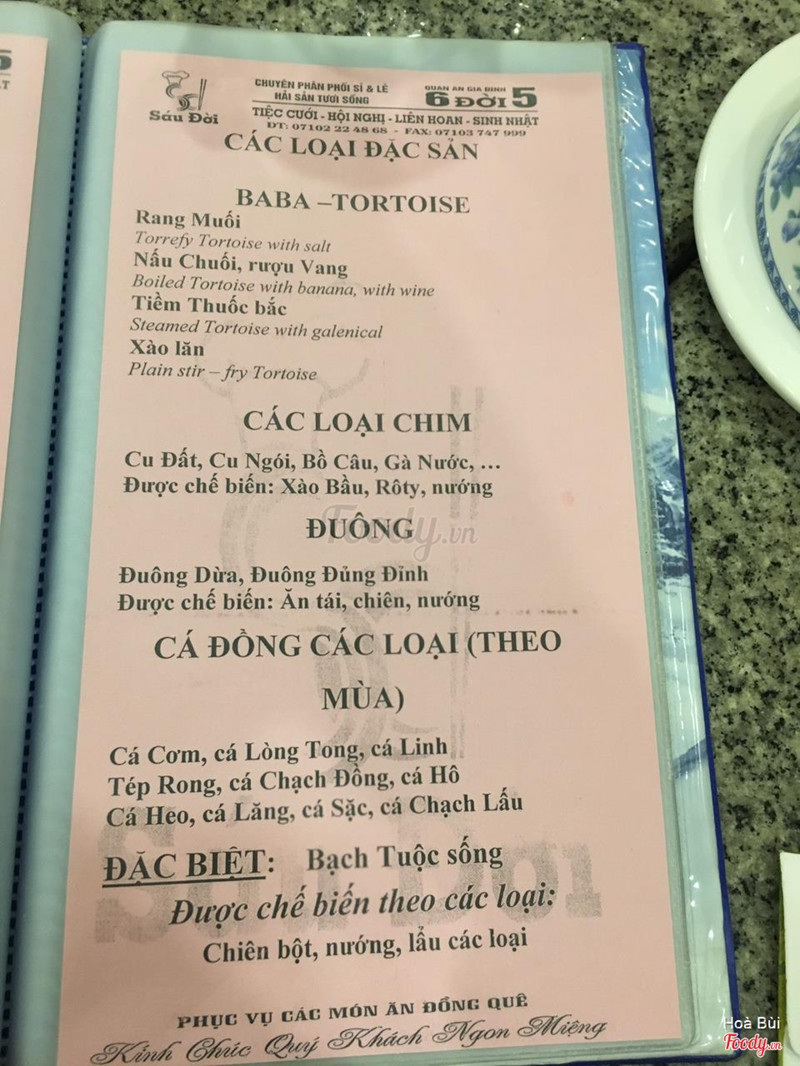 5
Sáu Đời
CHUYÊN PHÂN PHỐI SỈ & LẺ
HẢI SẢN TƯƠI SỐNG
QUÁN ĂN GIA ĐÌNH
6 ĐỜI 5
TIỆC CƯỚI - HỘI NGHỊ - LIÊN HOAN - SINH NHẬT
ĐT: 07102 22 48 68 - FAX: 07103 747 999
CÁC LOẠI ĐẶC SẢN
BABA –TORTOISE
Rang Muối
Torrefy Tortoise with salt
Nấu Chuối, rượu Vang
Boiled Tortoise with banana, with wine
Tiềm Thuốc bắc
Steamed Tortoise with galenical
Xào lăn
Plain stir – fry Tortoise
CÁC LOẠI CHIM
Cu Đất, Cu Ngói, Bồ Câu, Gà Nước, …
Được chế biến: Xào Bầu, Rôty, nướng
ĐUÔNG
Đuông Dừa, Đuông Đủng Đỉnh
Được chế biến: Ăn tái, chiên, nướng
CÁ ĐỒNG CÁC LOẠI (THEO
MÙA)
Cá Cơm, cá Lòng Tong, cá Linh
Tép Rong, cá Chạch Đồng, cá Hô
Cá Heo, cá Lăng, cá Sặc, cá Chạch Lấu
ĐẶC BIỆT: Bạch Tuộc sống
Được chế biến theo các loại:
Chiên bột, nướng, lẩu các loại
PHỤC VỤ CÁC MÓN ĂN ĐỒNG QUÊ
Kính Chúc Quý Khách Ngon Miệng
Foody.vn
Hoà Bùi
Foody.vn